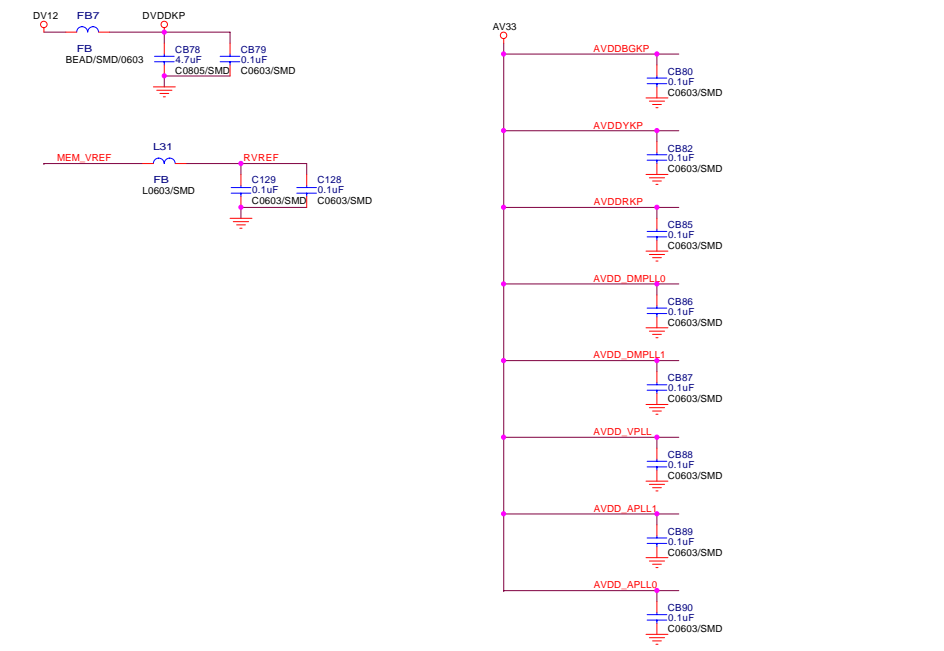 DV12
FB7
DVDDKP
FB
BEAD/SMD/0603
CB78
4.7uF
C0805/SMD
CB79
0.1uF
C0603/SMD
MEM_VREF
L31
RVREF
FB
L0603/SMD
C129
0.1uF
C0603/SMD
C128
0.1uF
C0603/SMD
AV33
AVDDBGKP
CB80
0.1uF
C0603/SMD
AVDDYKP
CB82
0.1uF
C0603/SMD
AVDDRKP
CB85
0.1uF
C0603/SMD
AVDD_DMPLL0
CB86
0.1uF
C0603/SMD
AVDD_DMPLL1
CB87
0.1uF
C0603/SMD
AVDD_VPLL
CB88
0.1uF
C0603/SMD
AVDD_APLL1
CB89
0.1uF
C0603/SMD
AVDD_APLL0
CB90
0.1uF
C0603/SMD